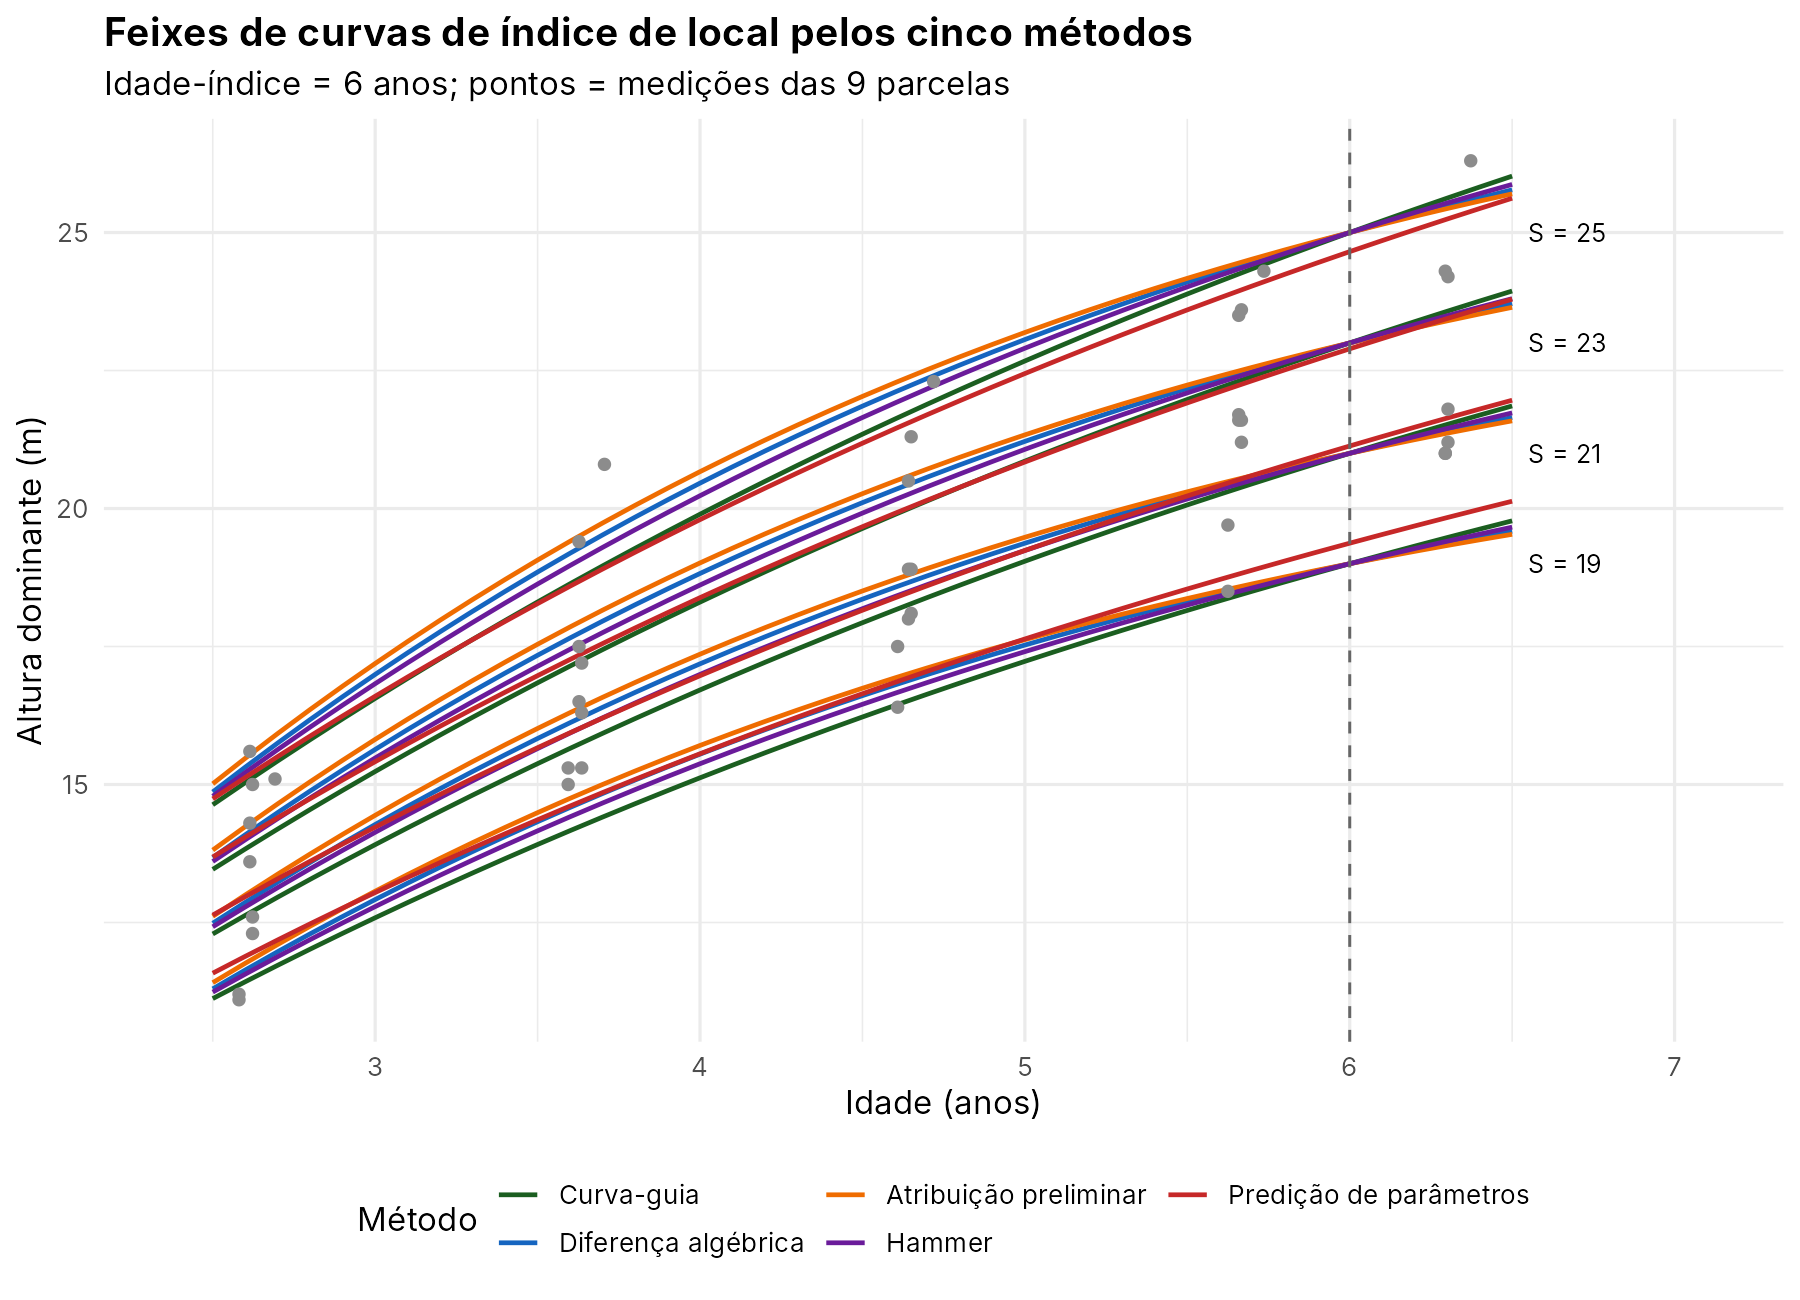 Feixes de curvas de índice de local pelos cinco métodos
Idade-índice = 6 anos; pontos = medições das 9 parcelas
Altura dominante (m)
25
20
15
S = 25
S = 23
S = 21
S = 19
3 4 5 6 7
Idade (anos)
Método
Curva-guia Atribuição preliminar Predição de parâmetros
Diferença algébrica Hammer